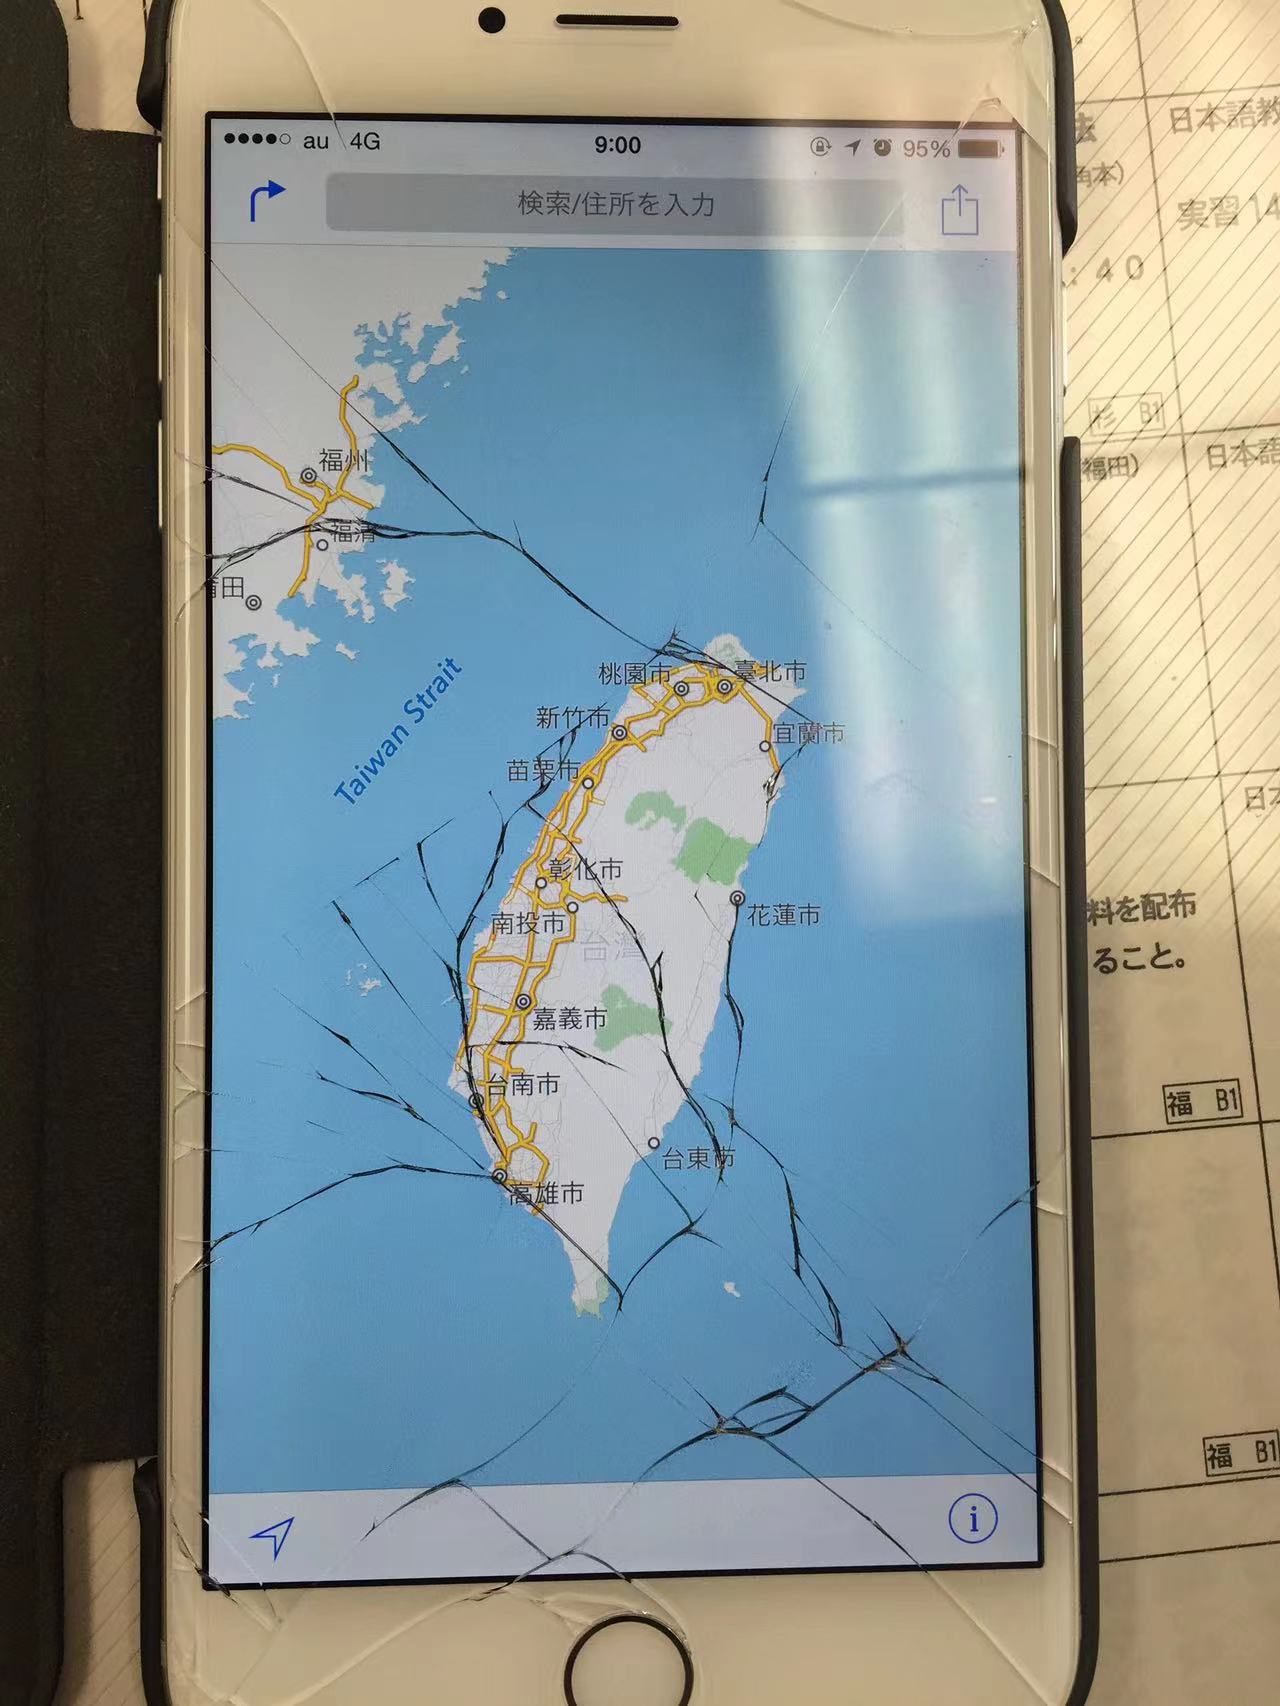 au 4G 9:00 95%
検索/住所を入力
福州
福清
田
Taiwan Strait
桃園市
臺北市
新竹市
宜蘭市
苗栗市
彰化市
南投市
花蓮市
台灣
嘉義市
台南市
台東市
高雄市
i
法
日本語教
角本)
実習 14
:40
杉 B1
福田)
日本語
日本
料を配布
ること。
福 B1
福 B1